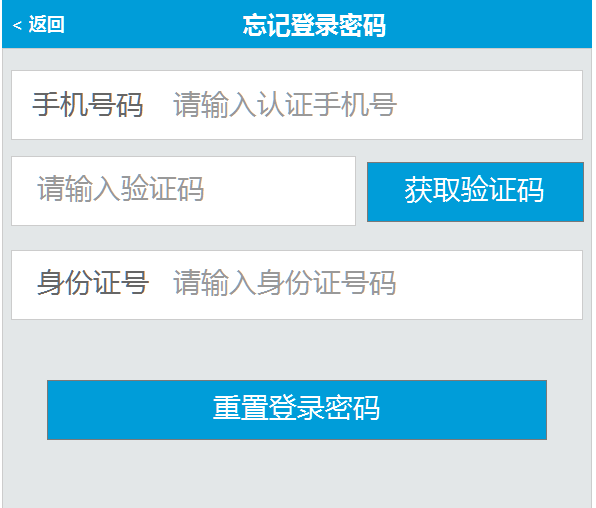 < 返回 忘记登录密码
手机号码 请输入认证手机号
请输入验证码 获取验证码
身份证号 请输入身份证号码
重置登录密码